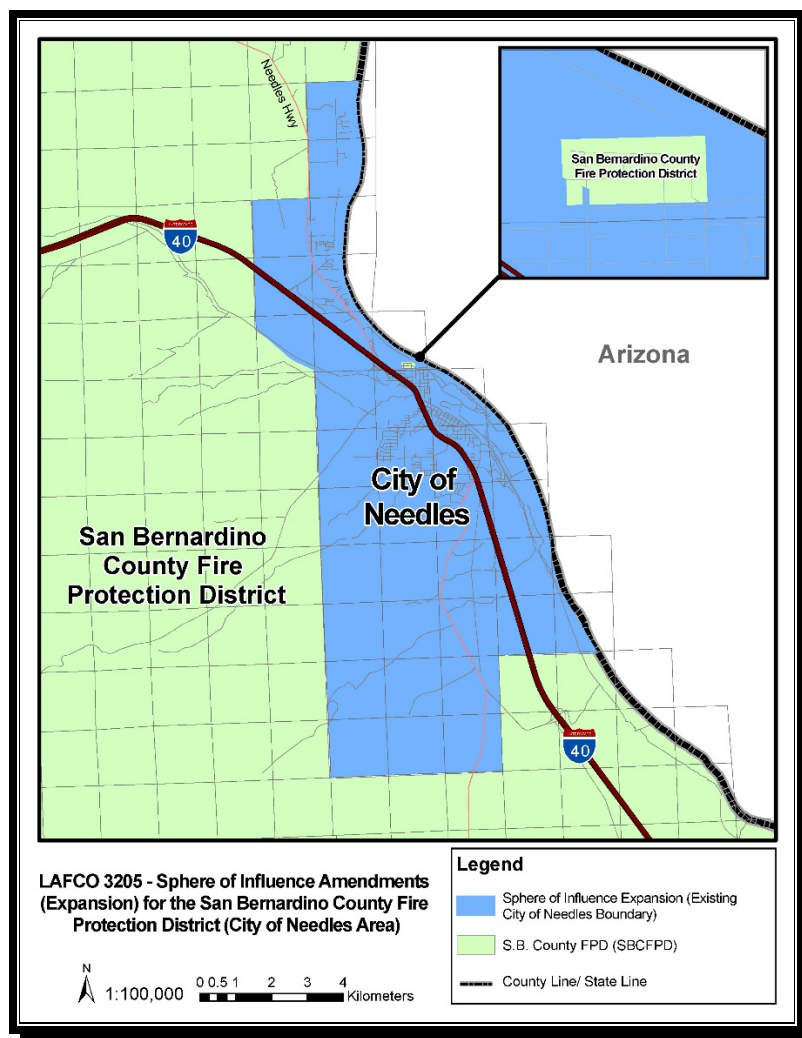 Needles Hwy
San Bernardino County
Fire Protection District
40
Arizona
City of
Needles
San Bernardino
County Fire
Protection District
40
LAFCO 3205 - Sphere of Influence Amendments
(Expansion) for the San Bernardino County Fire
Protection District (City of Needles Area)
N
1:100,000
0 0.5 1 2 3 4
Kilometers
Legend
Sphere of Influence Expansion (Existing
City of Needles Boundary)
S.B. County FPD (SBCFPD)
County Line/ State Line